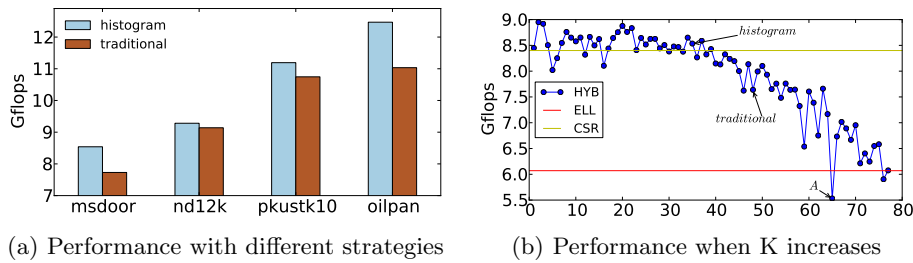 histogram
traditional
Gflops
12
11
10
9
8
7
msdoor nd12k pkustk10 oilpan
(a) Performance with different strategies
9.0
8.5
8.0
7.5
7.0
6.5
6.0
5.5
Gflops
histogram
HYB
ELL
CSR
traditional
A
0 10 20 30 40 50 60 70 80
(b) Performance when K increases